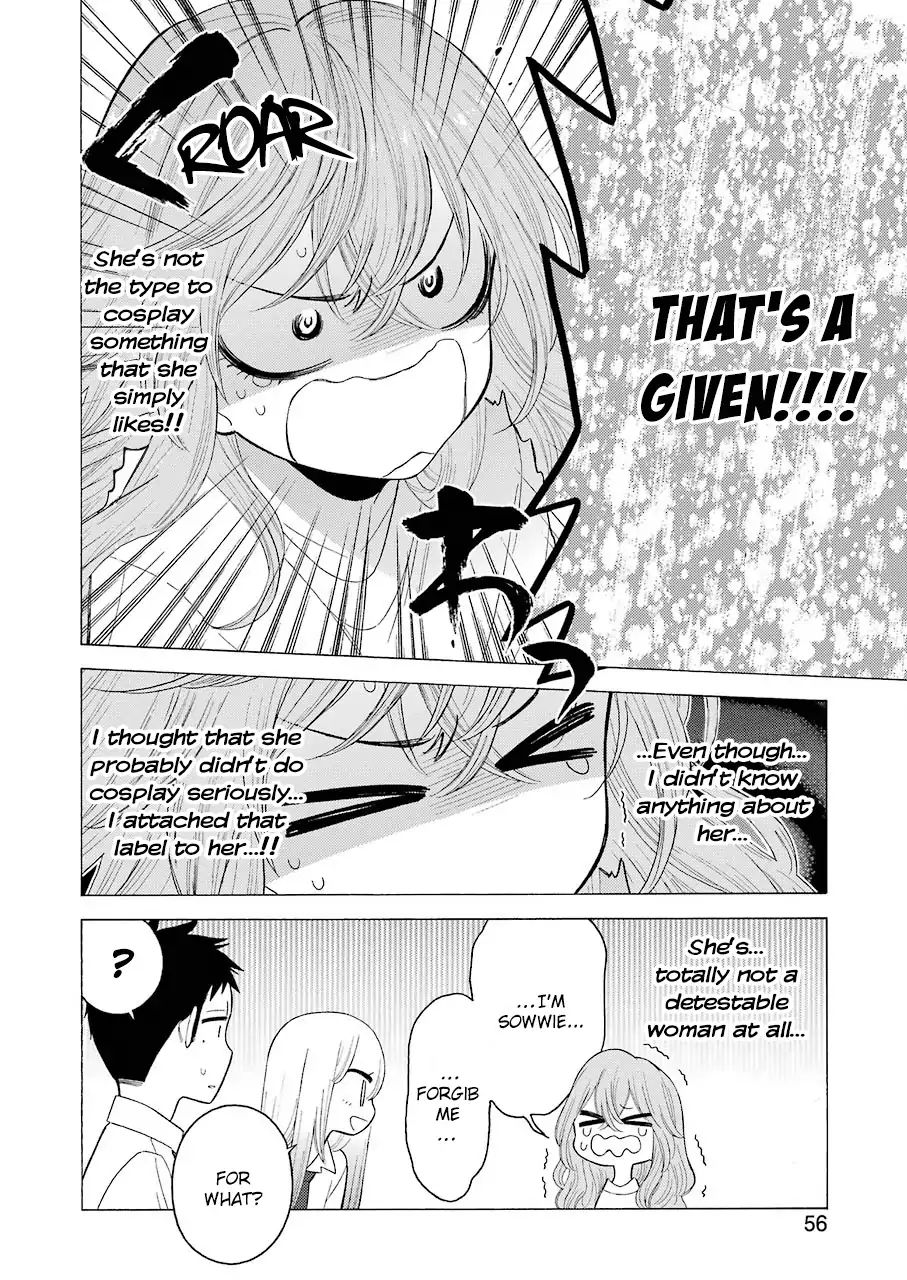 THAT'S A
GIVEN!!!!
ROAR
She's not
the type to
cosplay
something
that she
simply
likes!!
...Even though...
I didn't know
anything about
her...
I thought that she
probably didn't do
cosplay seriously...
I attached that
label to her...!!
She's...
totally not a
detestable
woman at all...
...I'M
SOWWIE...
...
FORGIB
ME
...
FOR
WHAT?
?
56